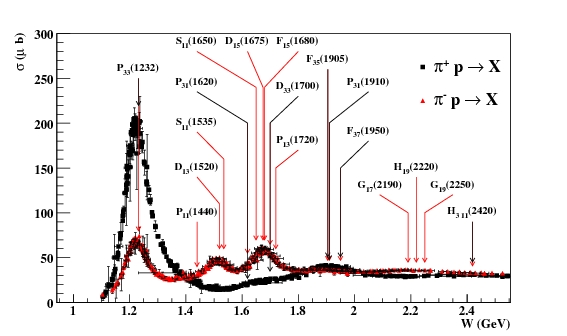 σ (μ b)
300
250
200
150
100
50
0
S11(1650) D15(1675) F15(1680)
F35(1905)
P33(1232)
P31(1620) D33(1700) P31(1910)
S11(1535)
F37(1950)
P13(1720)
D13(1520) H19(2220)
G17(2190) G19(2250)
P11(1440) H3 11(2420)
π+ p → X
π- p → X
1 1.2 1.4 1.6 1.8 2 2.2 2.4
W (GeV)